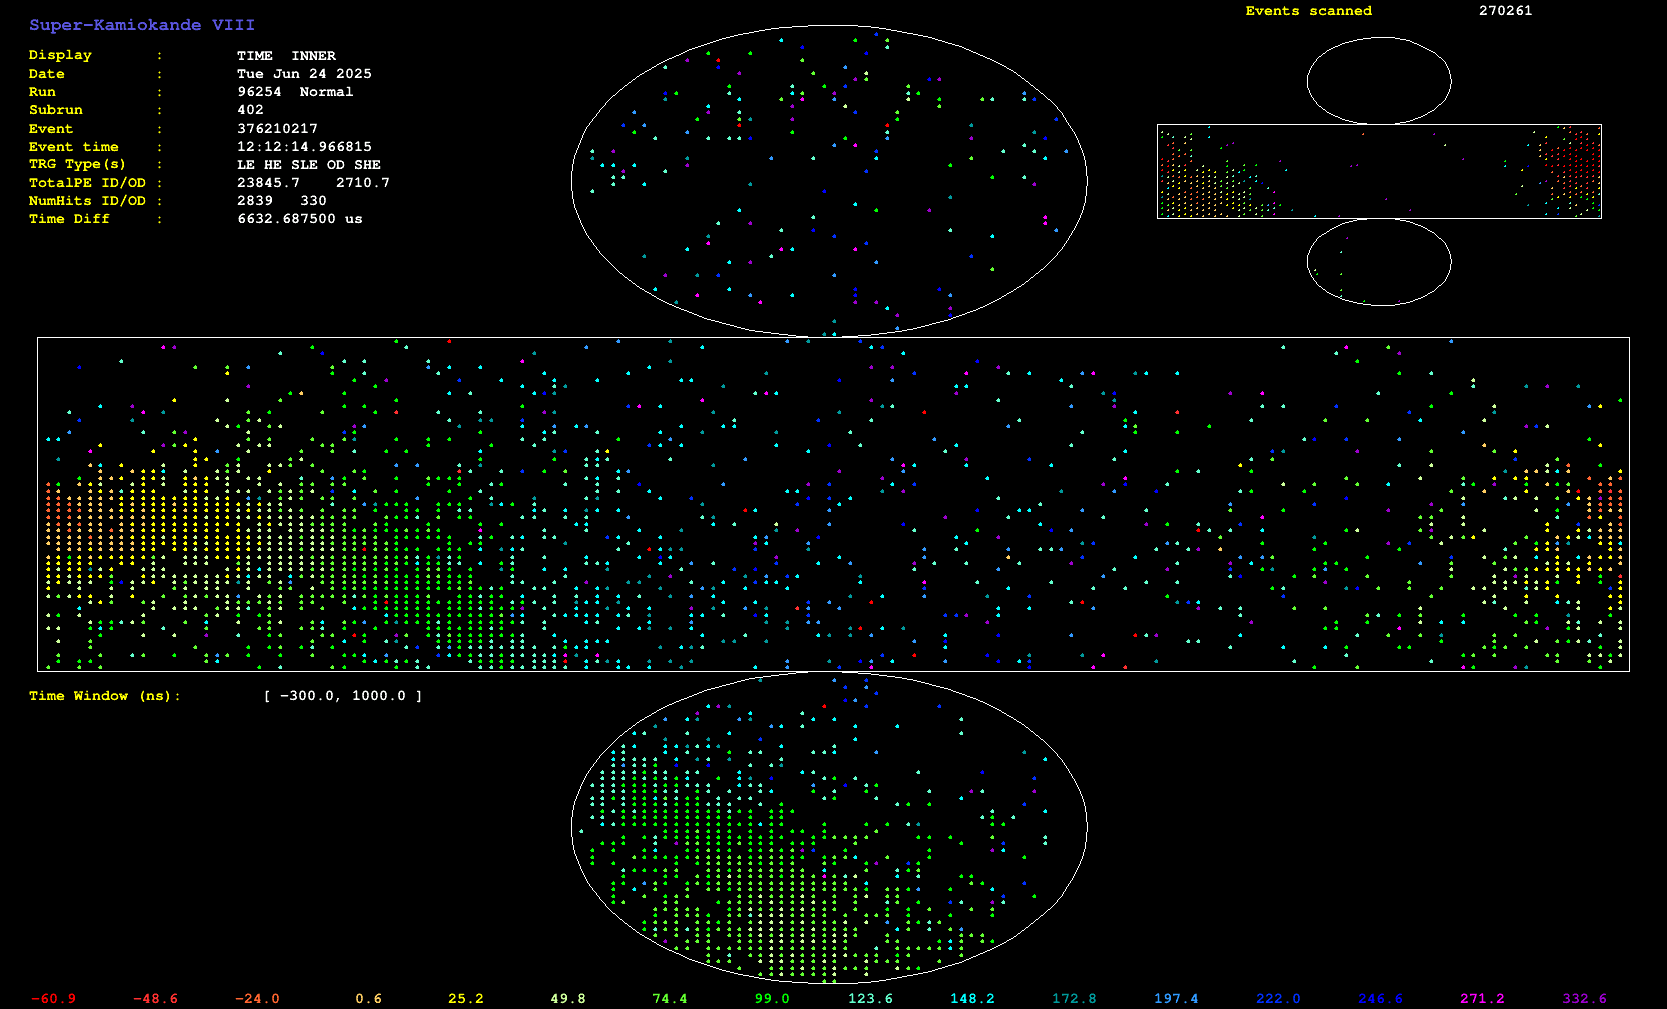 Super-Kamiokande VIII
Events scanned 270261
Display : TIME INNER
Date : Tue Jun 24 2025
Run : 96254 Normal
Subrun : 402
Event : 376210217
Event time : 12:12:14.966815
TRG Type(s) : LE HE SLE OD SHE
TotalPE ID/OD : 23845.7 2710.7
NumHits ID/OD : 2839 330
Time Diff : 6632.687500 us
Time Window (ns): [ -300.0, 1000.0 ]
-60.9 -48.6 -24.0 0.6 25.2 49.8 74.4 99.0 123.6 148.2 172.8 197.4 222.0 246.6 271.2 332.6